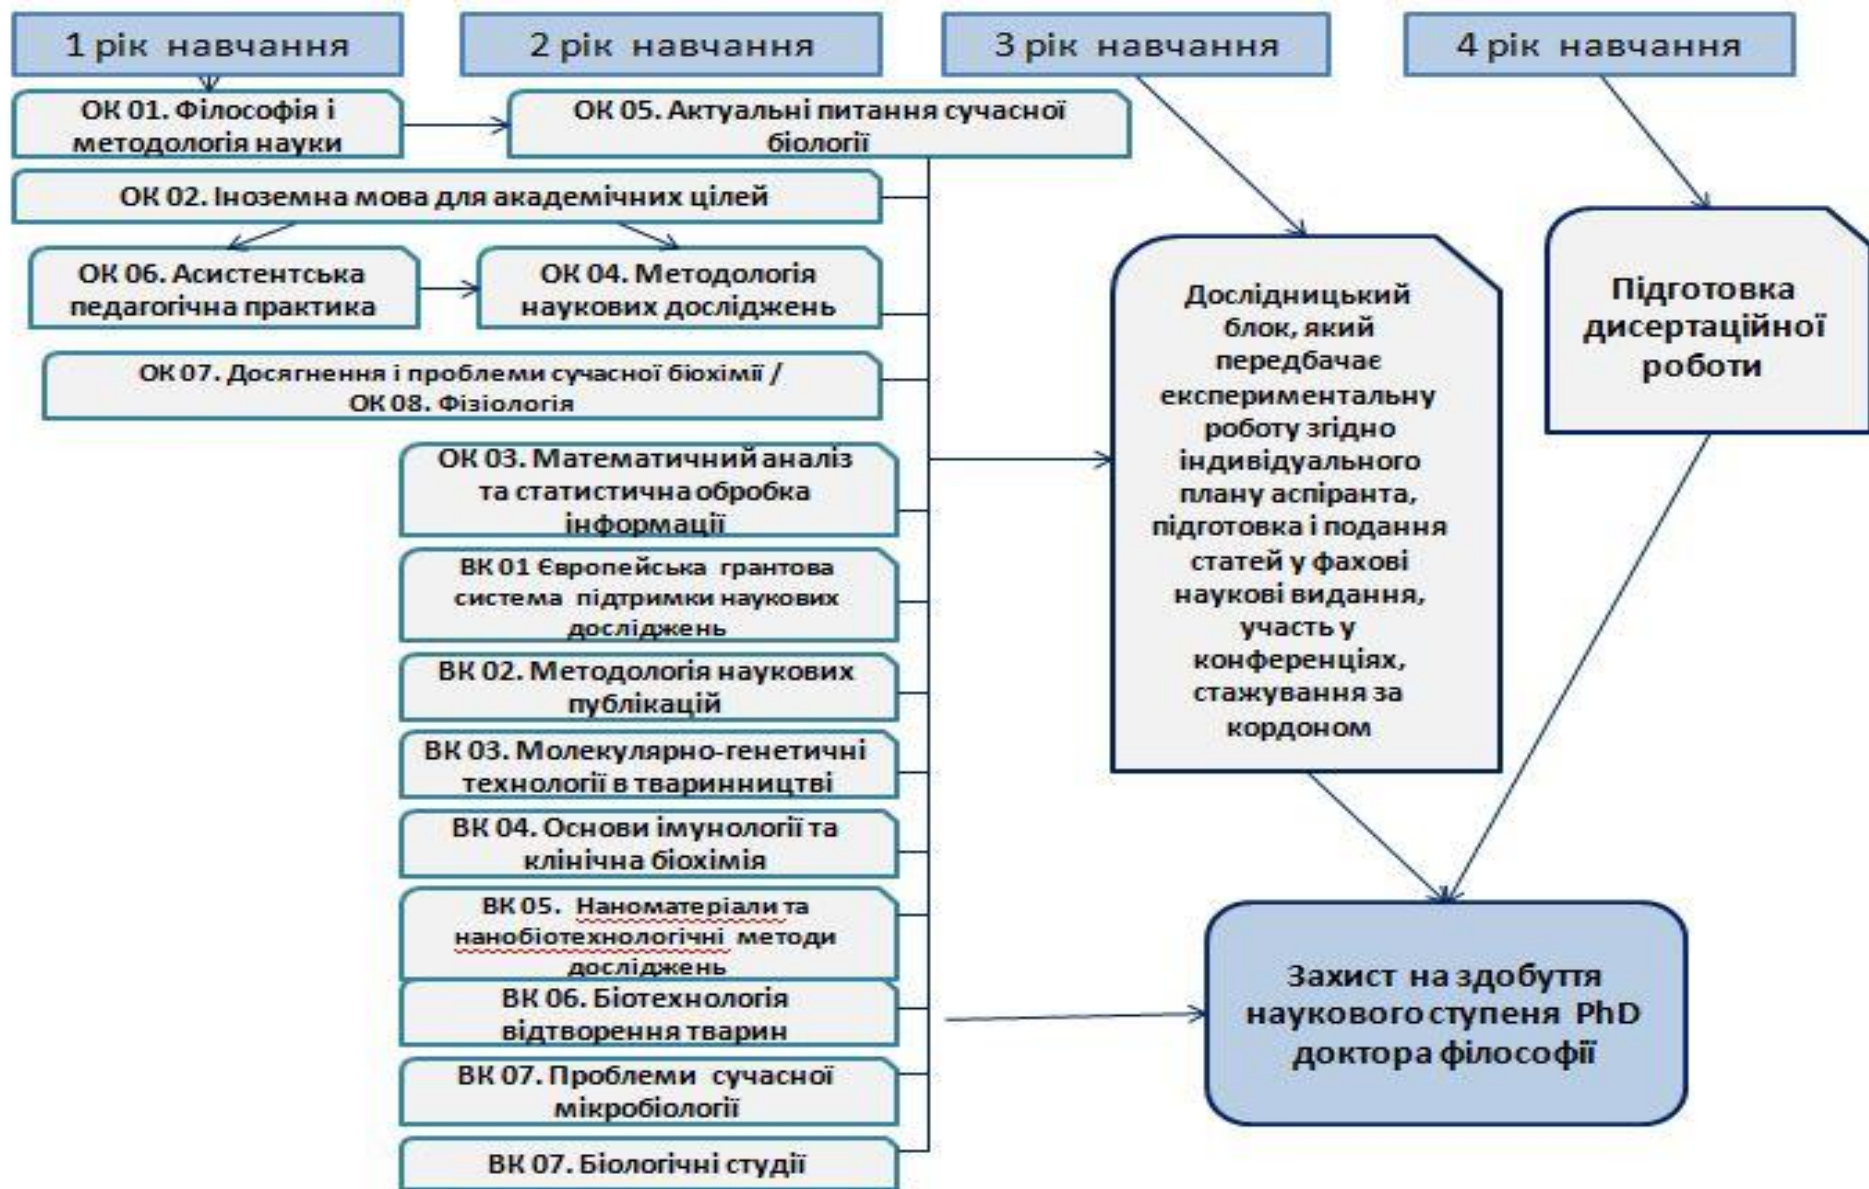 1 рік навчання
2 рік навчання
3 рік навчання
4 рік навчання
ОК 01. Філософія і
методологія науки
ОК 05. Актуальні питання сучасної
біології
ОК 02. Іноземна мова для академічних цілей
ОК 06. Асистентська
педагогічна практика
ОК 04. Методологія
наукових досліджень
ОК 07. Досягнення і проблеми сучасної біохімії /
ОК 08. Фізіологія
ОК 03. Математичний аналіз
та статистична обробка
інформації
ВК 01 Європейська грантова
система підтримки наукових
досліджень
ВК 02. Методологія наукових
публікацій
ВК 03. Молекулярно-генетичні
технології в тваринництві
ВК 04. Основи імунології та
клінічна біохімія
ВК 05. Наноматеріали та
нанобіотехнологічні методи
досліджень
ВК 06. Біотехнологія
відтворення тварин
ВК 07. Проблеми сучасної
мікробіології
ВК 07. Біологічні студії
Дослідницький
блок, який
передбачає
експериментальну
роботу згідно
індивідуального
плану аспіранта,
підготовка і подання
статей у фахові
наукові видання,
участь у
конференціях,
стажування за
кордоном
Підготовка
дисертаційної
роботи
Захист на здобуття
наукового ступеня PhD
доктора філософії